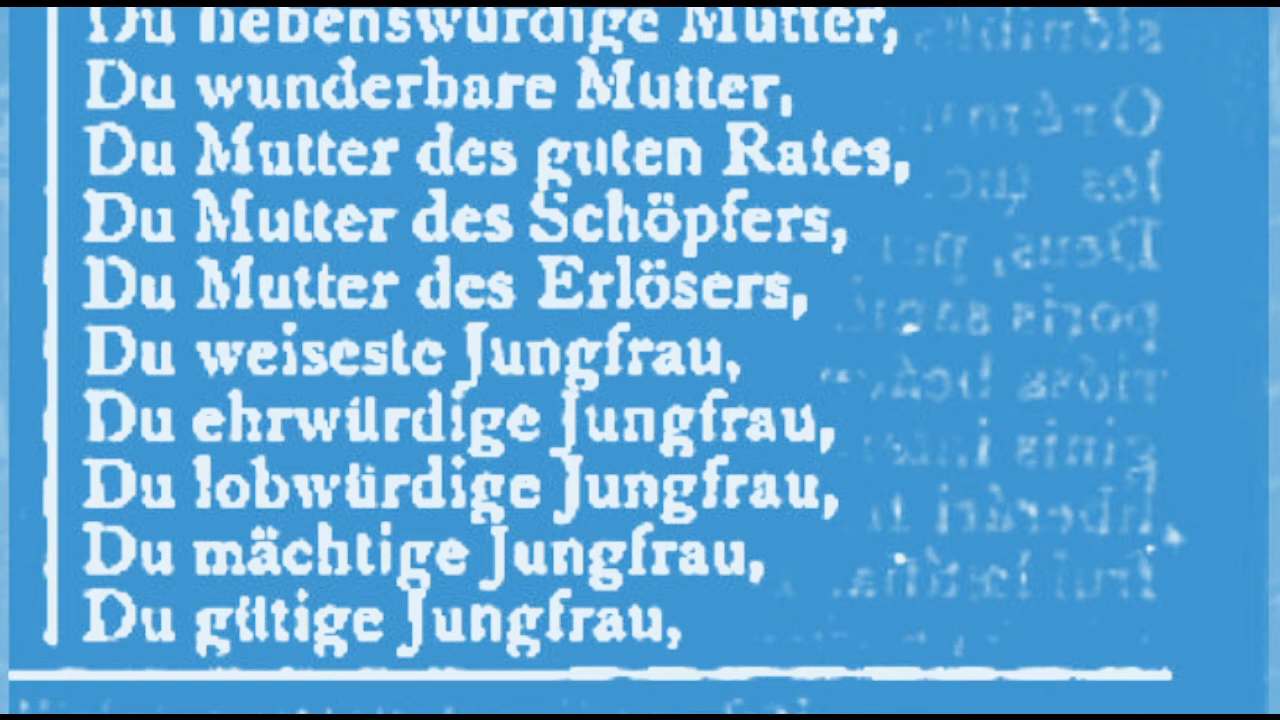 Du liebenswürdige Mutter,
Du wunderbare Mutter,
Du Mutter des guten Rates,
Du Mutter des Schöpfers,
Du Mutter des Erlösers,
Du weiseste Jungfrau,
Du ehrwürdige Jungfrau,
Du lobwürdige Jungfrau,
Du mächtige Jungfrau,
Du gütige Jungfrau,